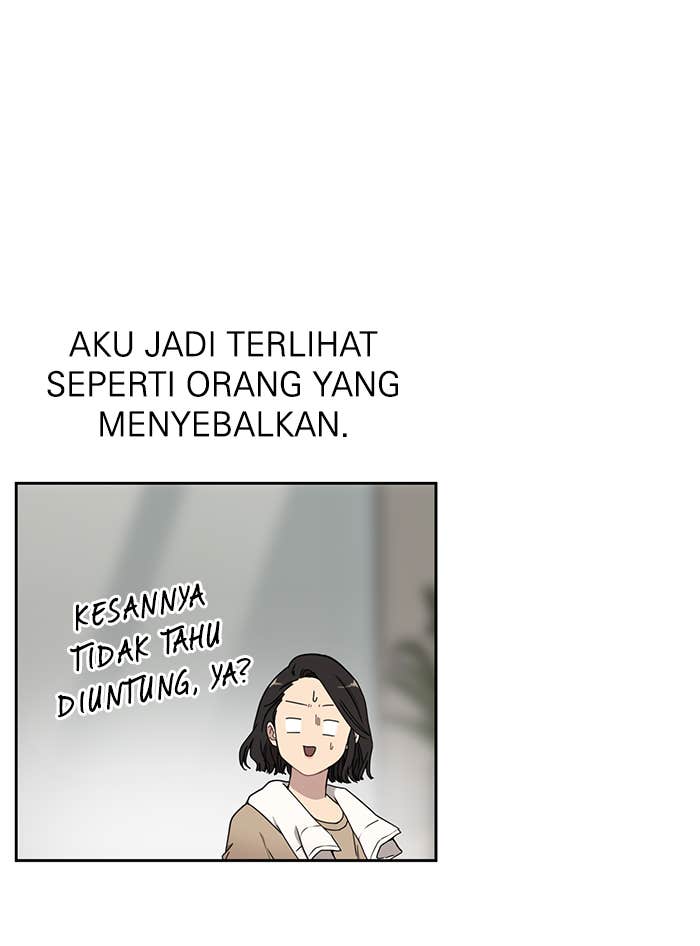 AKU JADI TERLIHAT
SEPERTI ORANG YANG
MENYEBALKAN.
KESANNYA
TIDAK TAHU
DIUNTUNG, YA?